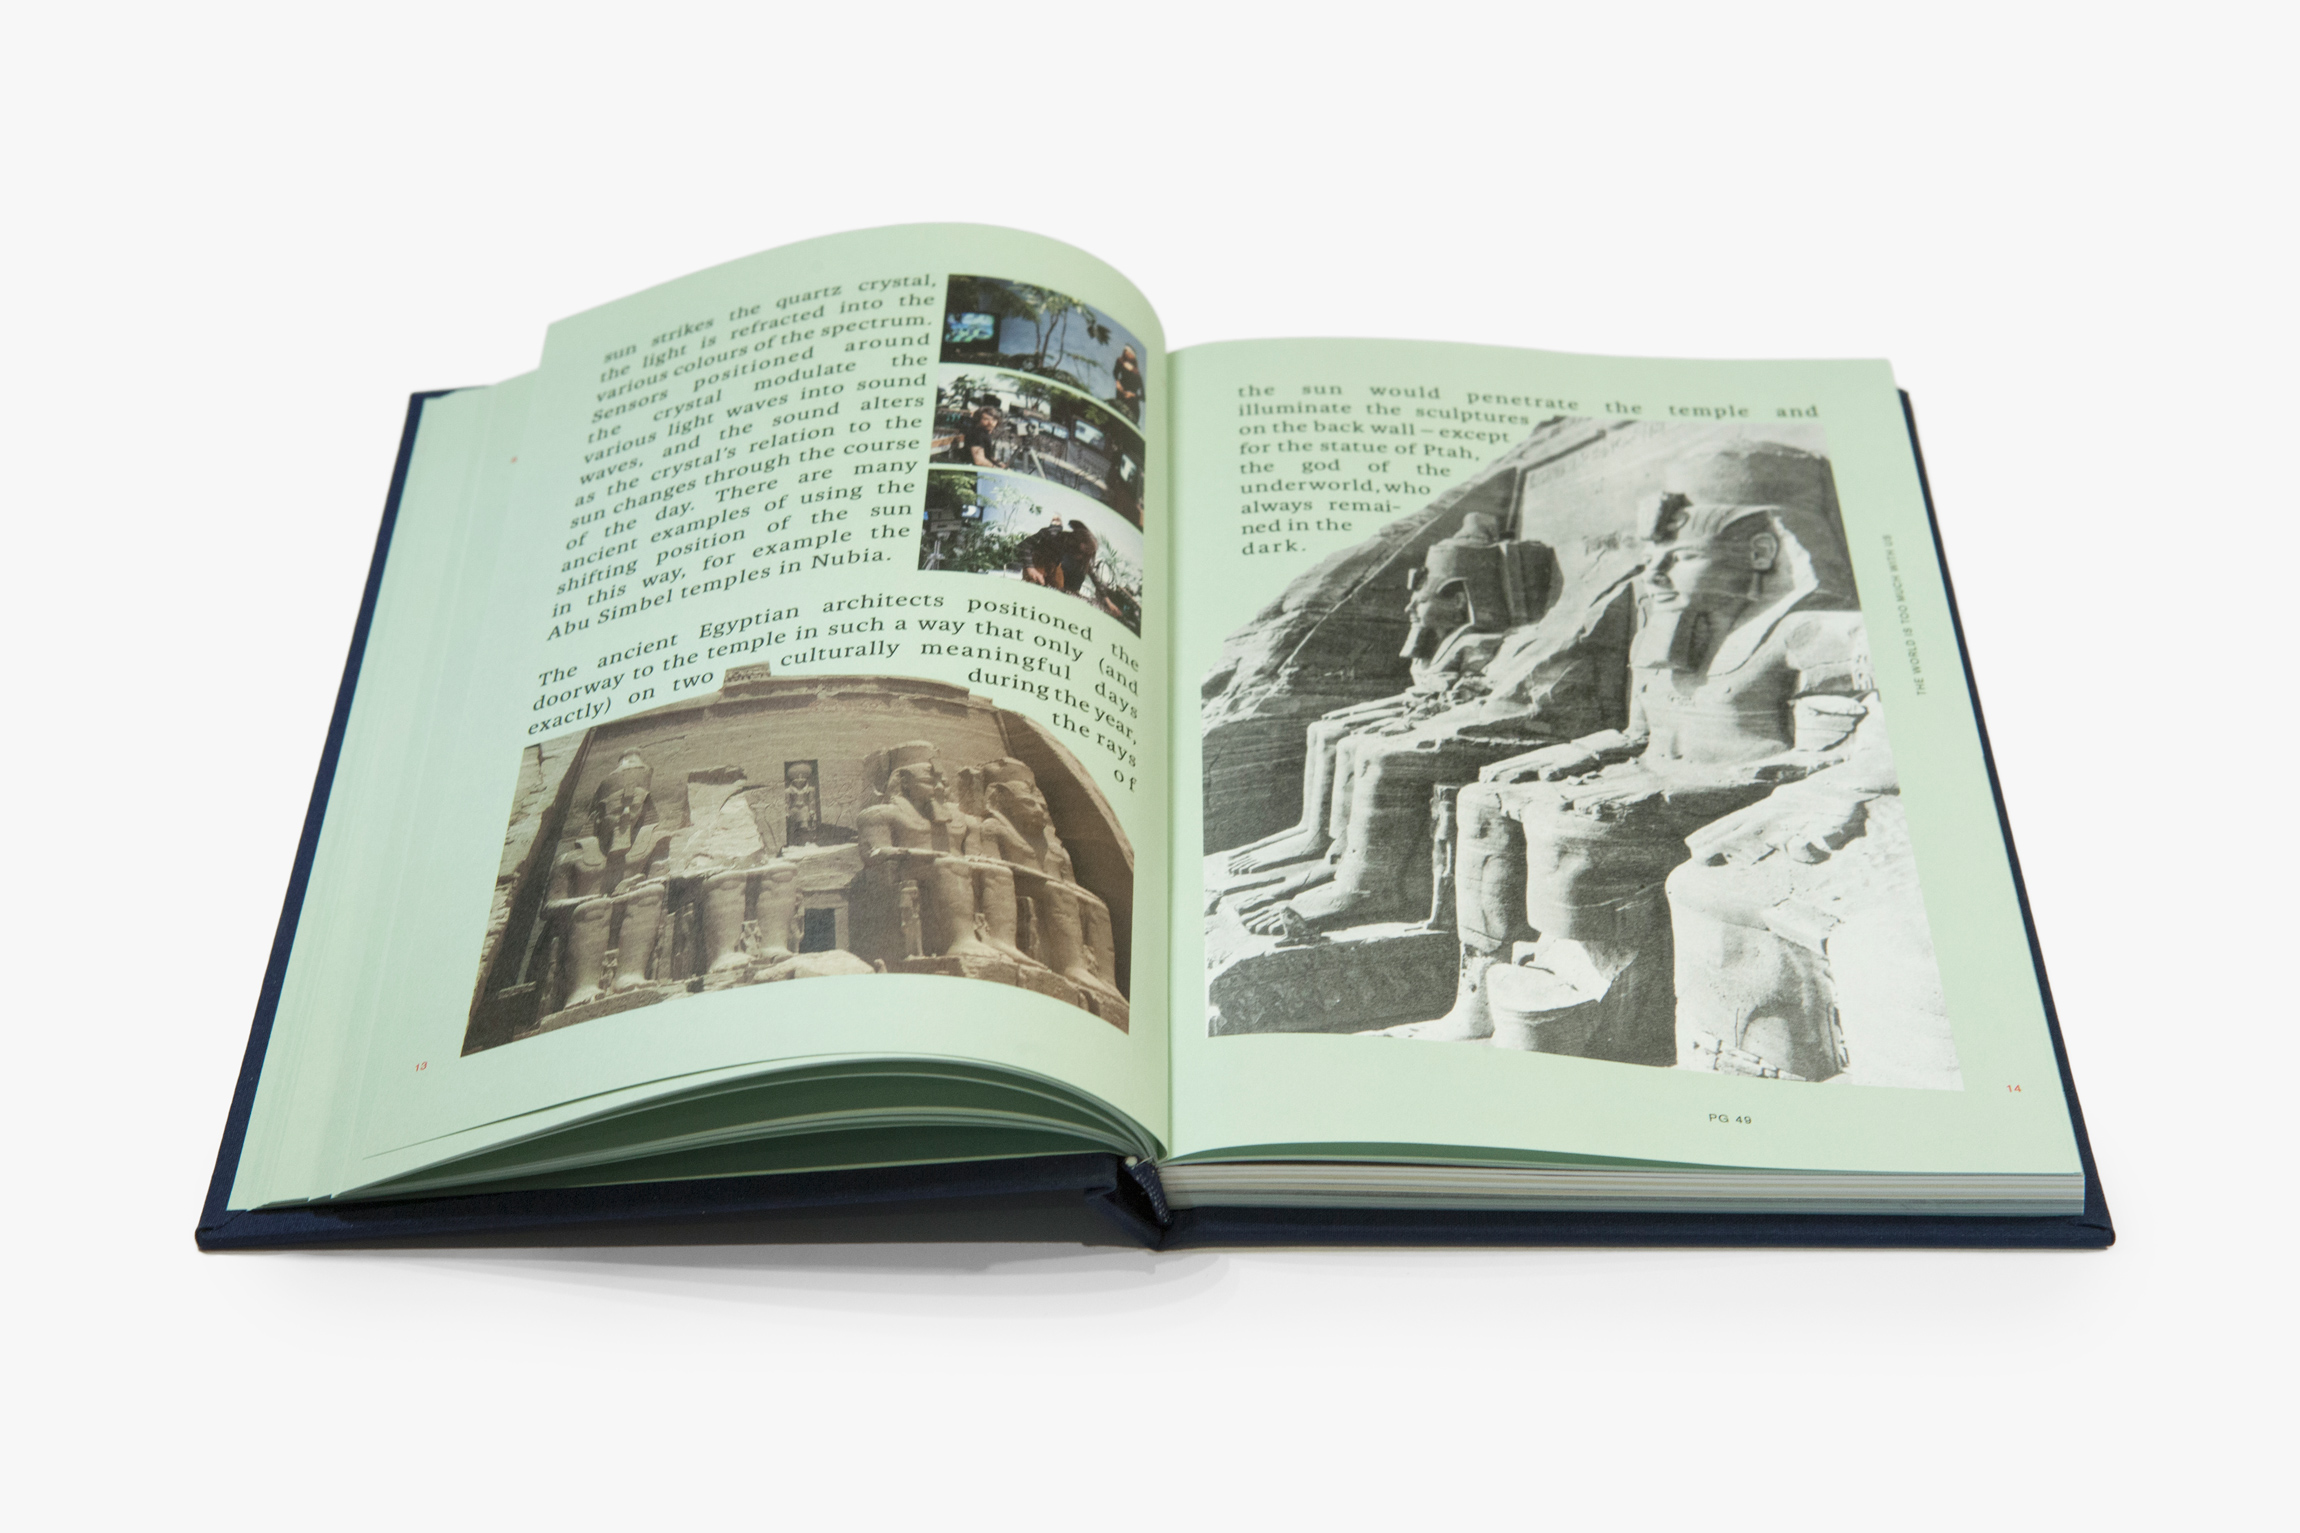 sun strikes the quartz crystal,
the light is refracted into the
various colours of the spectrum.
Sensors positioned around
the crystal modulate the
various light waves into sound
waves, and the sound alters
as the crystal's relation to the
sun changes through the course
of the day. There are many
ancient examples of using the
shifting position of the sun
in this way, for example the
Abu Simbel temples in Nubia.
The ancient Egyptian architects positioned the
doorway to the temple in such a way that only (and
exactly) on two culturally meaningful days
during the year,
the rays
of
13
the sun would penetrate the temple and
illuminate the sculptures
on the back wall – except
for the statue of Ptah,
the god of the
underworld, who
always remai-
ned in the
dark.
THE WORLD IS TOO MUCH WITH US
14
PG 49